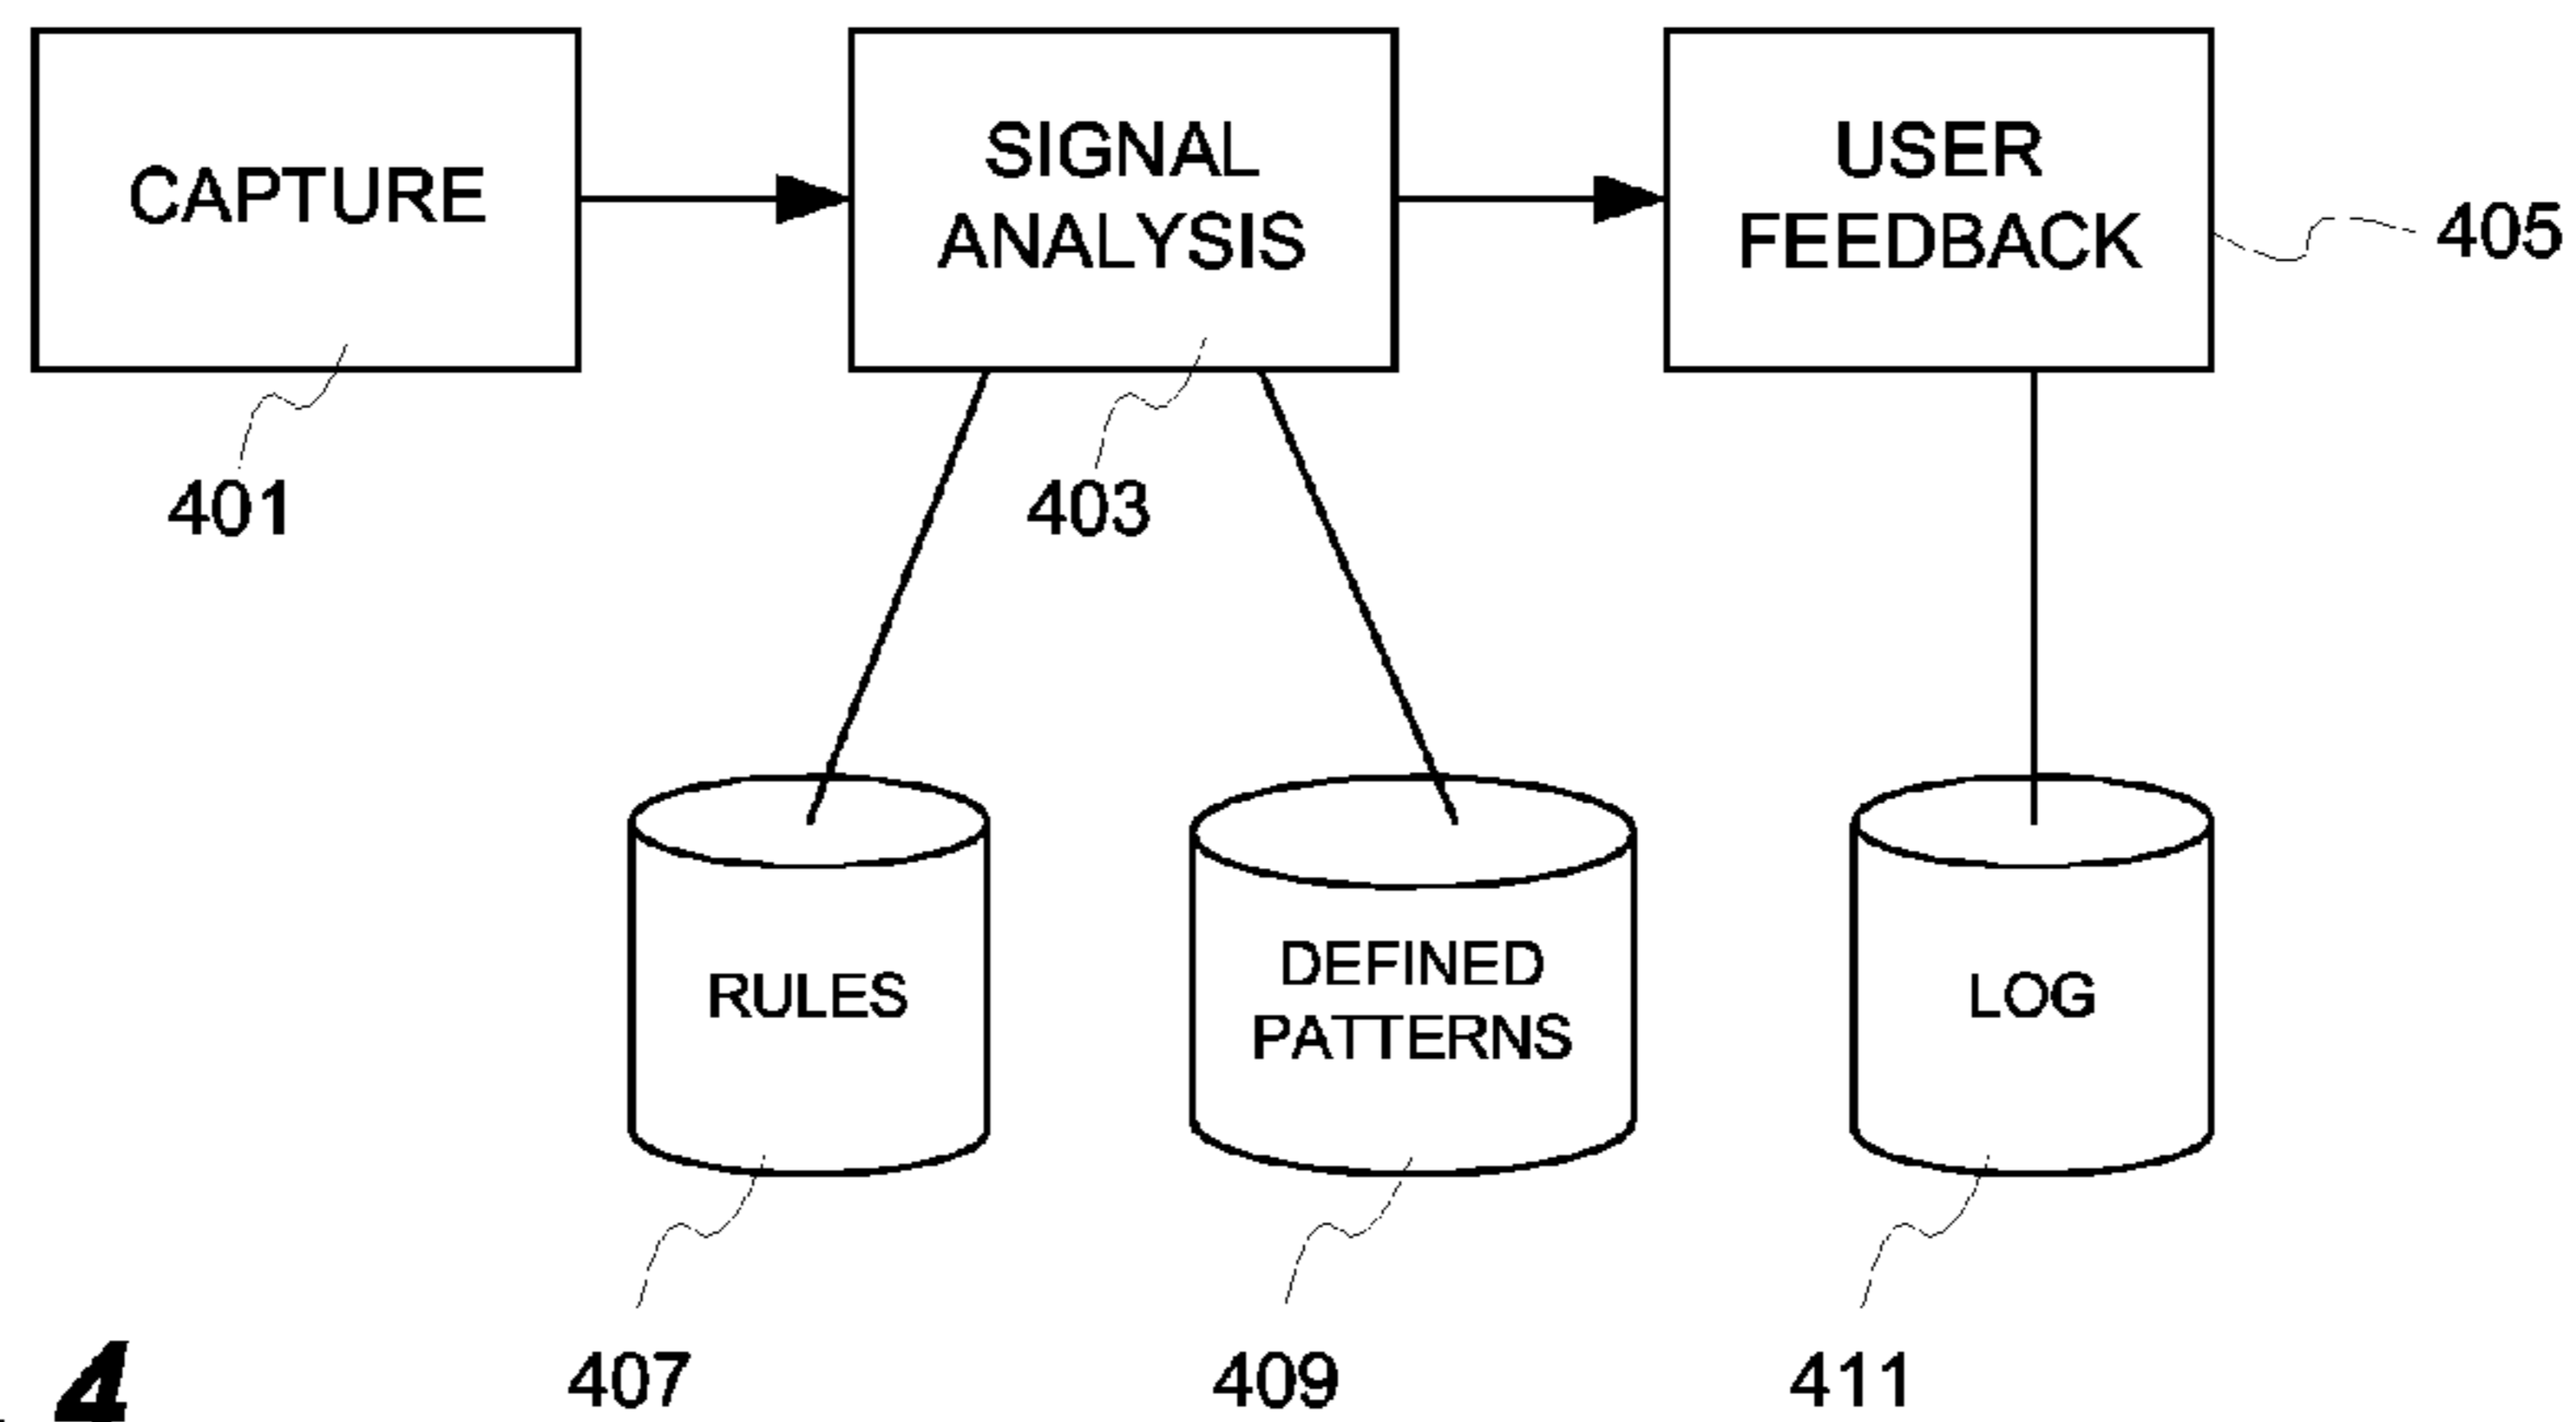 CAPTURE
SIGNAL
ANALYSIS
USER
FEEDBACK
405
401
403
RULES
DEFINED
PATTERNS
LOG
407
409
411
4